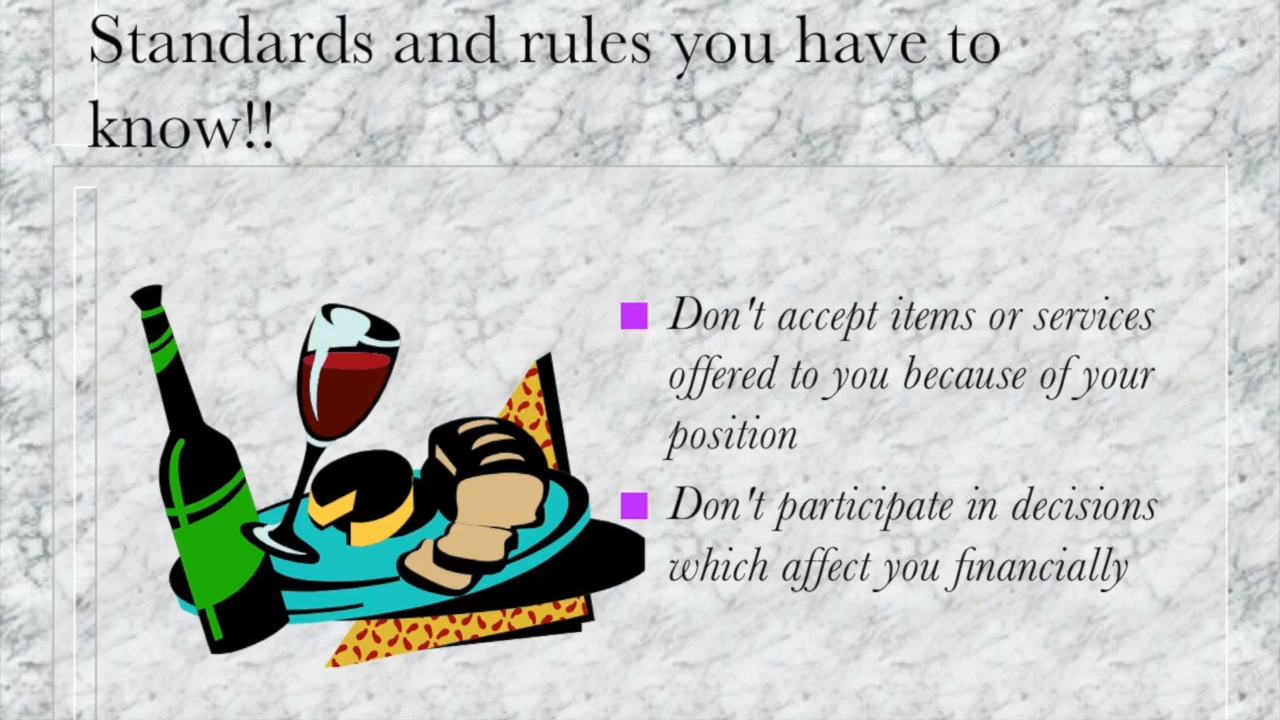 Standards and rules you have to
know!!
Don't accept items or services
offered to you because of your
position
Don't participate in decisions
which affect you financially